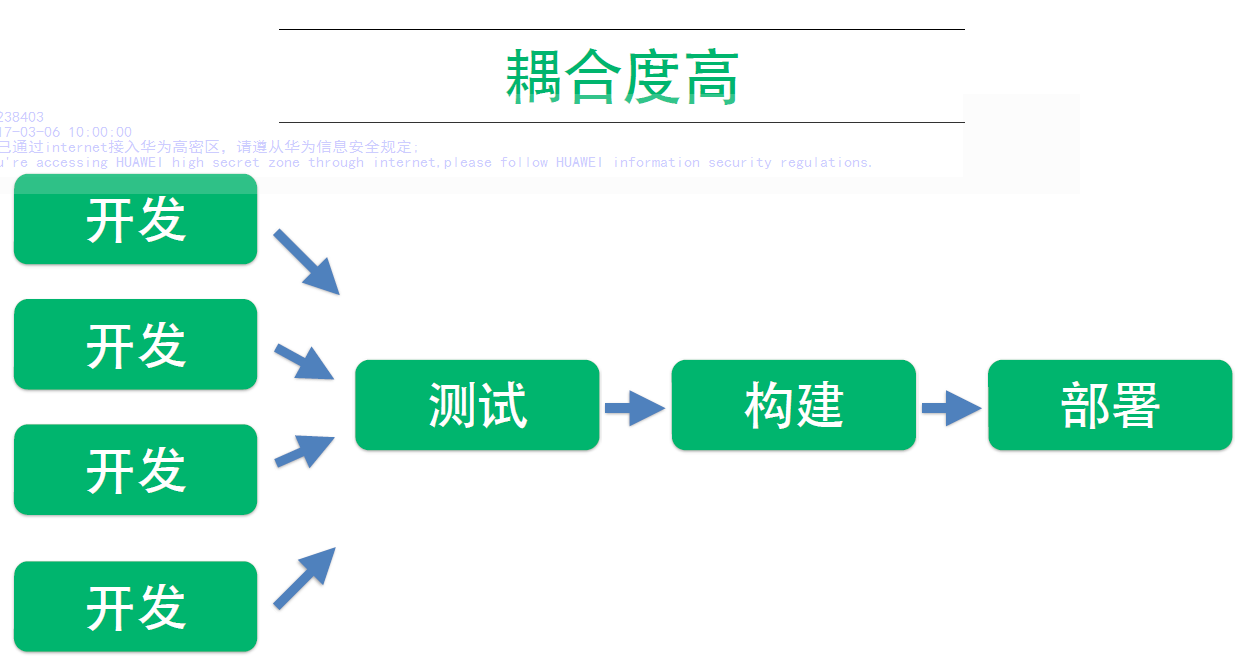 耦合度高
238403
17-03-06 10:00:00
已通过internet接入华为高密区，请遵从华为信息安全规定;
u're accessing HUAWEI high secret zone through internet,please follow HUAWEI information security regulations.
开发
开发
开发
开发
测试
构建
部署